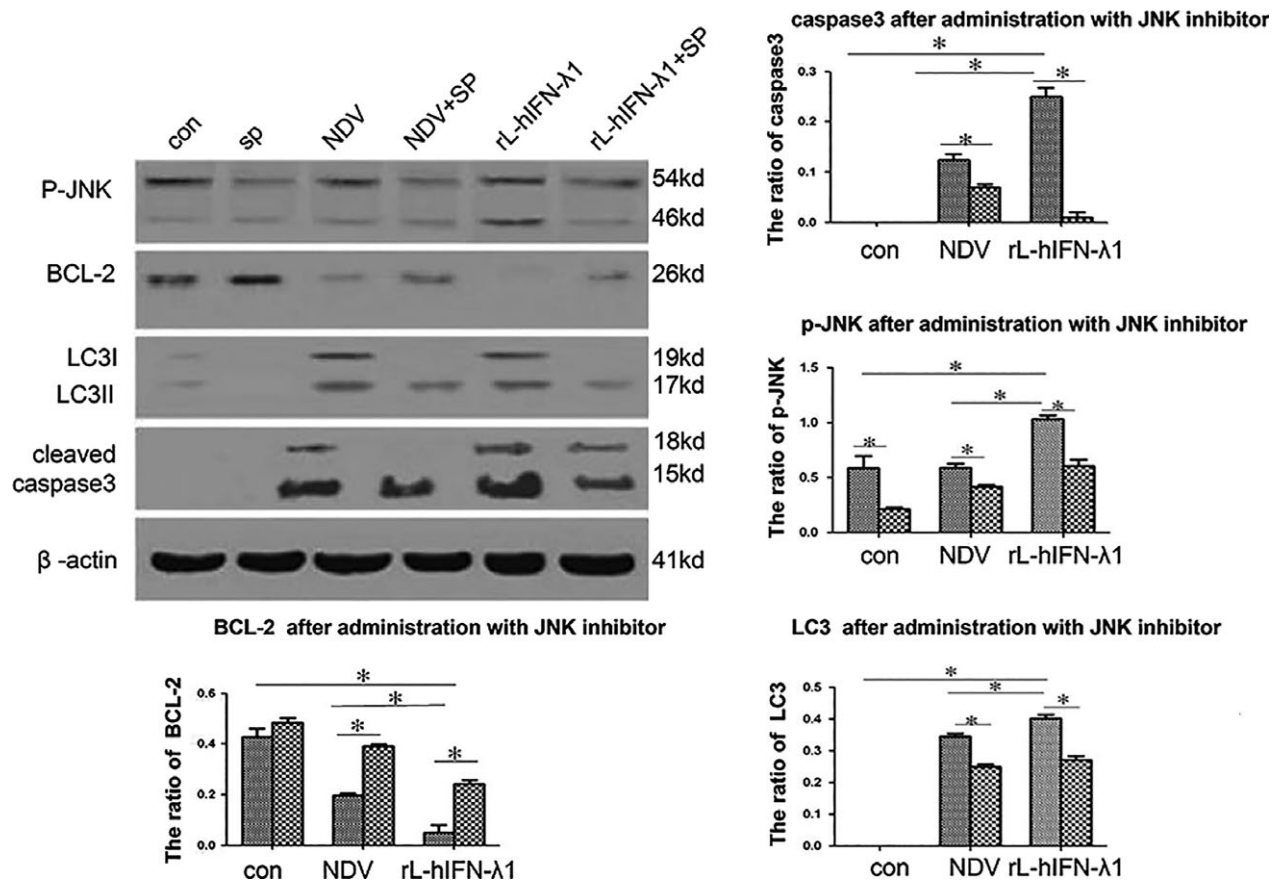 con sp NDV NDV+SP rL-hIFN-λ1 rL-hIFN-λ1+SP
P-JNK
54kd
46kd
BCL-2
26kd
LC3I
19kd
LC3II
17kd
cleaved
caspase3
18kd
15kd
β -actin
41kd
caspase3 after administration with JNK inhibitor
The ratio of caspase3
0.3
0.2
0.1
0.0
*
*
*
*
con NDV rL-hIFN-λ1
p-JNK after administration with JNK inhibitor
The ratio of p-JNK
1.5
1.0
0.5
0.0
*
*
*
*
*
con NDV rL-hIFN-λ1
BCL-2 after administration with JNK inhibitor
The ratio of BCL-2
0.6
0.4
0.2
0.0
*
*
*
*
con NDV rL-hIFN-λ1
LC3 after administration with JNK inhibitor
The ratio of LC3
0.5
0.4
0.3
0.2
0.1
0.0
*
*
*
*
con NDV rL-hIFN-λ1